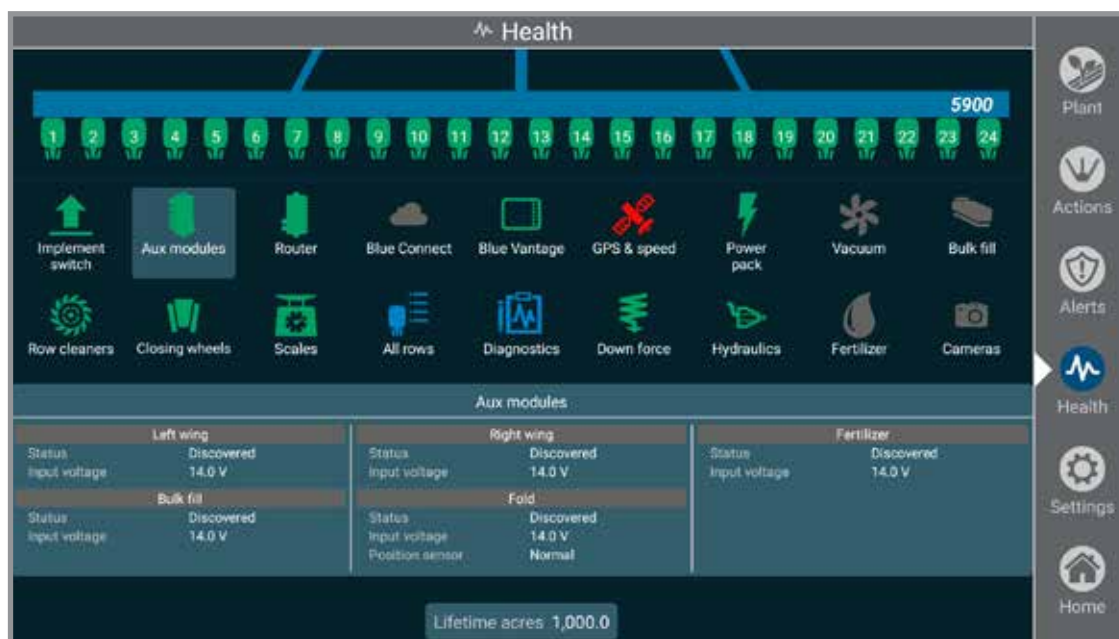 Health
5900
1 2 3 4 5 6 7 8 9 10 11 12 13 14 15 16 17 18 19 20 21 22 23 24
Implement switch
Aux modules
Router
Blue Connect
Blue Vantage
GPS & speed
Power pack
Vacuum
Bulk fill
Row cleaners
Closing wheels
Scales
All rows
Diagnostics
Down force
Hydraulics
Fertilizer
Cameras
Aux modules
Left wing
Status Discovered
Input voltage 14.0 V
Bulk fill
Status Discovered
Input voltage 14.0 V
Right wing
Status Discovered
Input voltage 14.0 V
Fold
Status Discovered
Input voltage 14.0 V
Position sensor Normal
Fertilizer
Status Discovered
Input voltage 14.0 V
Lifetime acres 1,000.0
Plant
Actions
Alerts
Health
Settings
Home